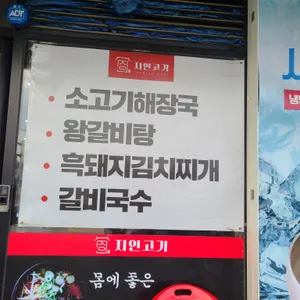 ADT
지인고기
· 소고기해장국
· 왕갈비탕
· 흑돼지김치찌개
· 갈비국수
지인고기
몸에 좋은